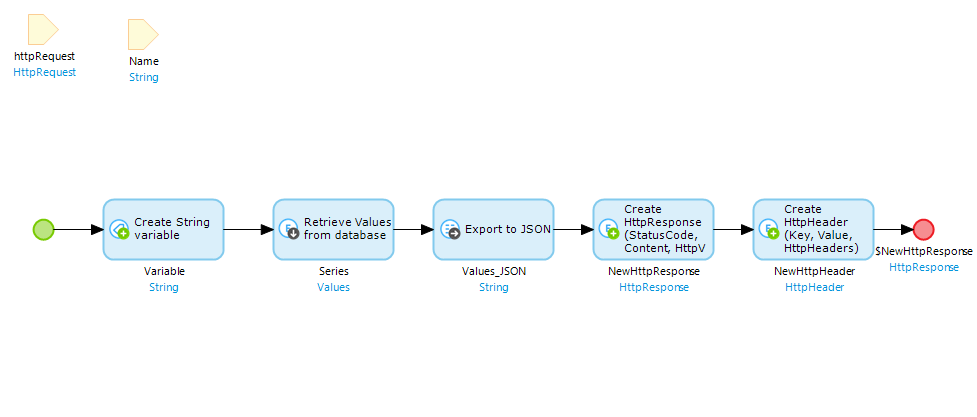 httpRequest
HttpRequest
Name
String
Create String
variable
Variable
String
Retrieve Values
from database
Series
Values
Export to JSON
Values_JSON
String
Create
HttpResponse
(StatusCode,
Content, HttpV
NewHttpResponse
HttpResponse
Create
HttpHeader
(Key, Value,
HttpHeaders)
NewHttpHeader
HttpHeader
$NewHttpResponse
HttpResponse